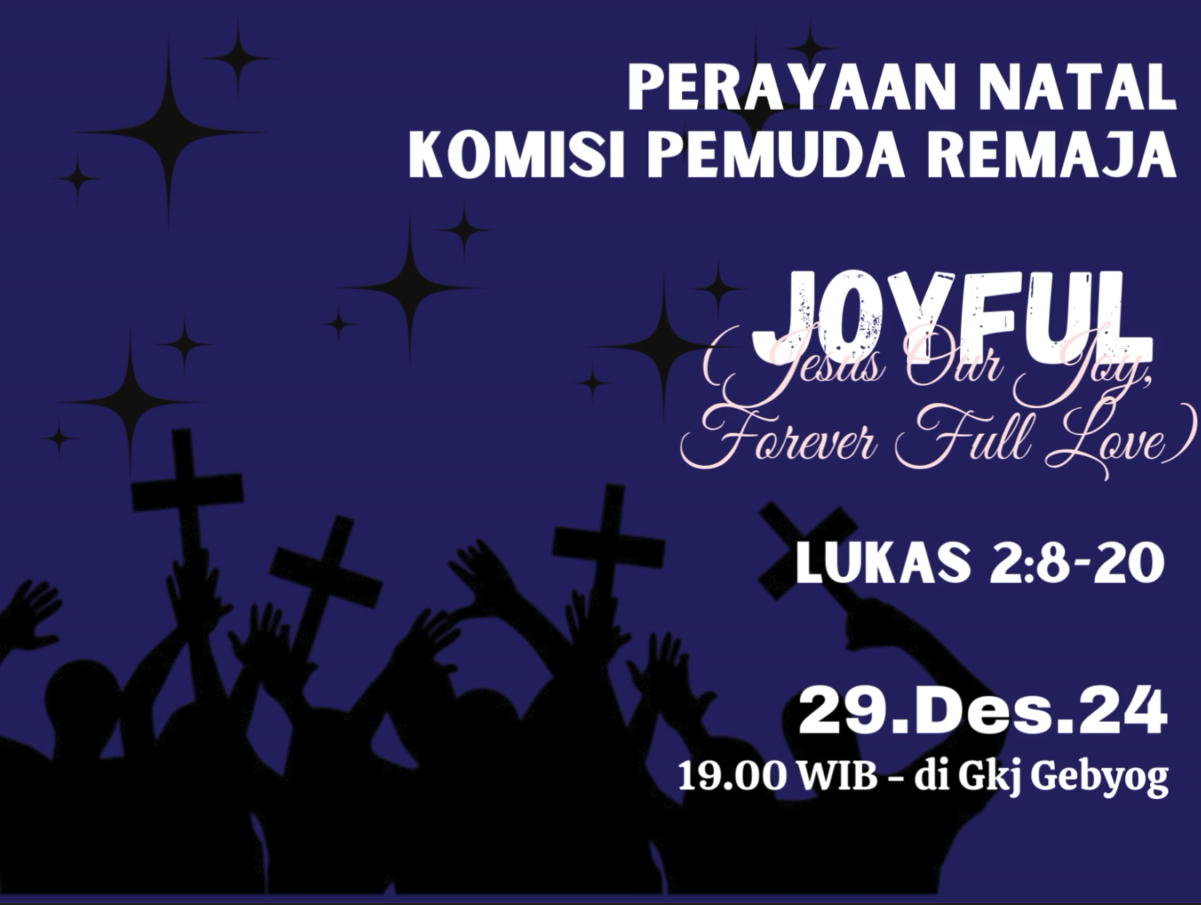 PERAYAAN NATAL
KOMISI PEMUDA REMAJA
JOYFUL
(Jesus Our Joy,
Forever Full Love)
LUKAS 2:8-20
29.Des.24
19.00 WIB - di Gkj Gebyog